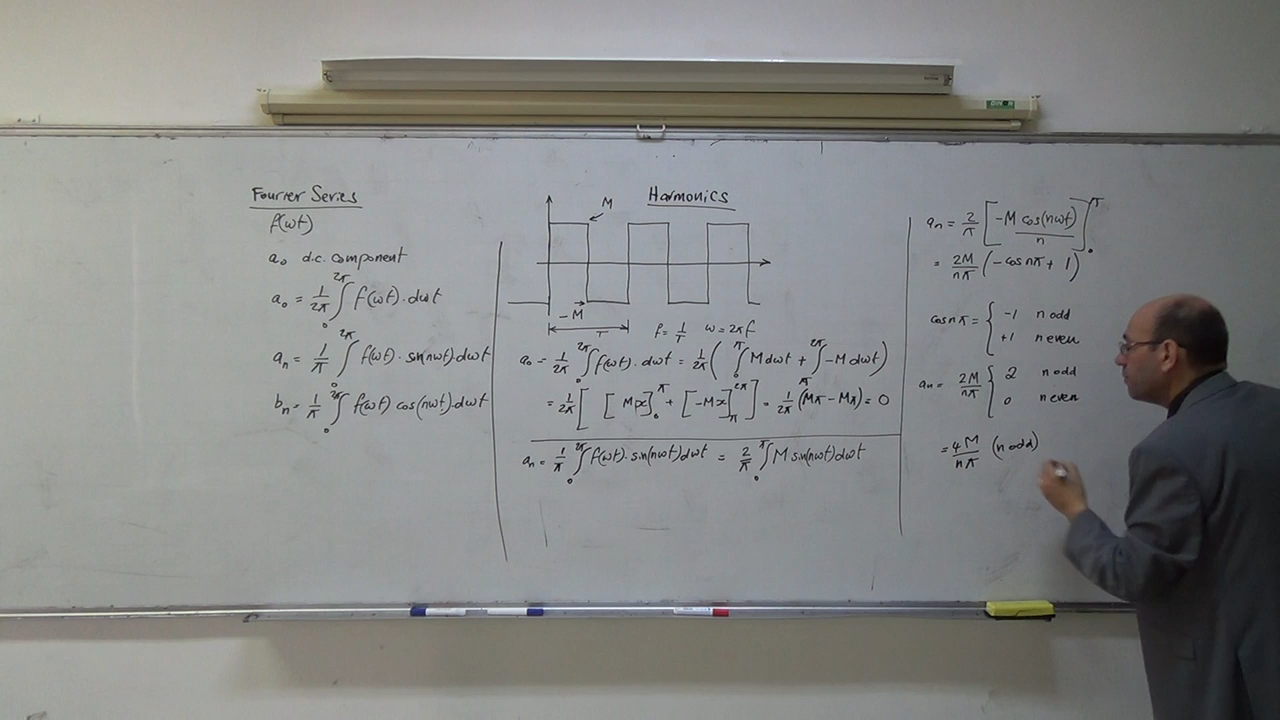 Fourier Series
f(ωt)
a₀ d.c. component
a₀ = 1/2π ∫₀^2π f(ωt).dωt
aₙ = 1/π ∫₀^2π f(ωt).sin(nωt).dωt
bₙ = 1/π ∫₀^2π f(ωt) cos(nωt).dωt
Harmonics
M
-M
T
f = 1/T ω = 2πf
a₀ = 1/2π ∫₀^2π f(ωt).dωt = 1/2π ( ∫₀^π M dωt + ∫π^2π -M dωt )
= 1/2π [ [Mx]₀^π + [-Mx]π^2π ] = 1/2π (Mπ - Mπ) = 0
aₙ = 1/π ∫₀^2π f(ωt).sin(nωt)dωt = 2/π ∫₀^π M sin(nωt)dωt
aₙ = 2/π [ -M cos(nωt)/n ]₀^π
= 2M/nπ (-cos nπ + 1)
cos nπ = { -1 n odd
+1 n even
aₙ = 2M/nπ { 2 n odd
0 n even
= 4M/nπ (n odd)